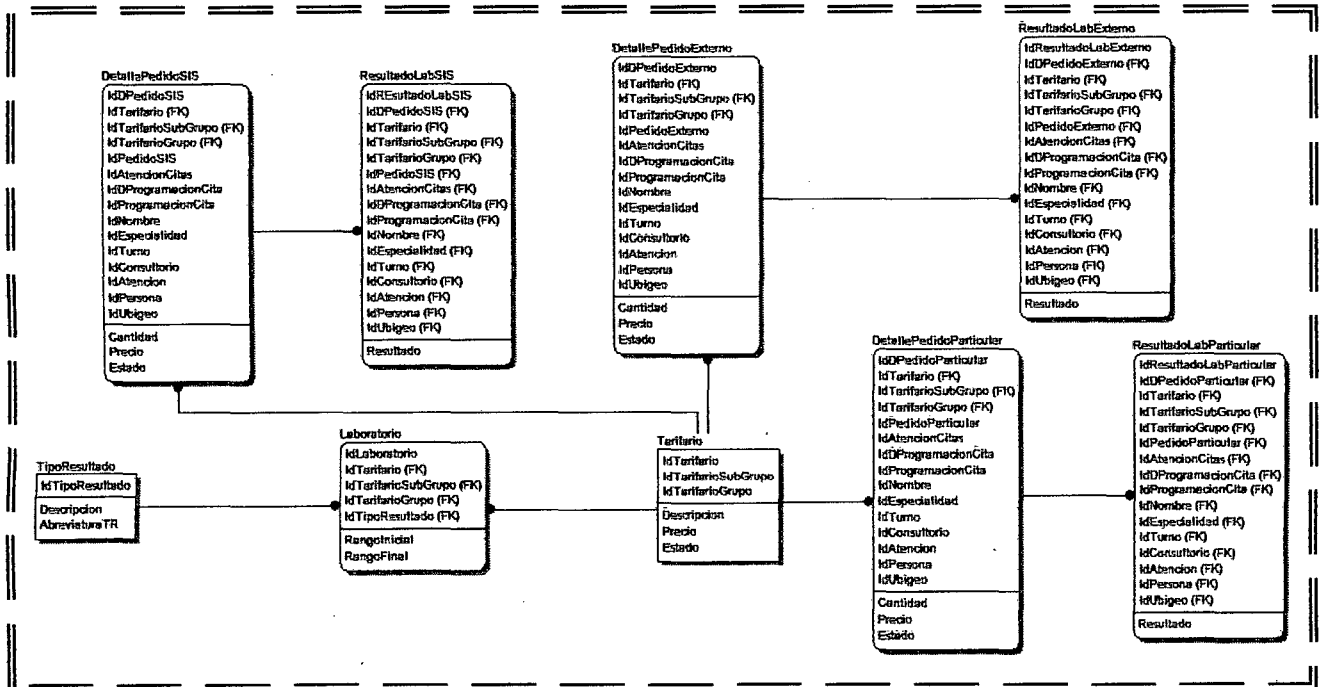 DetallePedidoSIS
IdDPedidoSIS
IdTarifario (FK)
IdTarifarioSubGrupo (FK)
IdTarifarioGrupo (FK)
IdPedidoSIS
IdAtencionCitas
IdDProgramacionCita
IdProgramacionCita
IdNombre
IdEspecialidad
IdTurno
IdConsultorio
IdAtencion
IdPersona
IdUbigeo
Cantidad
Precio
Estado
ResultadoLabSIS
IdREsultadoLabSIS
IdDPedidoSIS (FK)
IdTarifario (FK)
IdTarifarioSubGrupo (FK)
IdTarifarioGrupo (FK)
IdPedidoSIS (FK)
IdAtencionCitas (FK)
IdDProgramacionCita (FK)
IdProgramacionCita (FK)
IdNombre (FK)
IdEspecialidad (FK)
IdTurno (FK)
IdConsultorio (FK)
IdAtencion (FK)
IdPersona (FK)
IdUbigeo (FK)
Resultado
DetallePedidoExterno
IdDPedidoExterno
IdTarifario (FK)
IdTarifarioSubGrupo (FK)
IdTarifarioGrupo (FK)
IdPedidoExterno
IdAtencionCitas
IdDProgramacionCita
IdProgramacionCita
IdNombre
IdEspecialidad
IdTurno
IdConsultorio
IdAtencion
IdPersona
IdUbigeo
Cantidad
Precio
Estado
ResultadoLabExterno
IdResultadoLabExterno
IdDPedidoExterno (FK)
IdTarifario (FK)
IdTarifarioSubGrupo (FK)
IdTarifarioGrupo (FK)
IdPedidoExterno (FK)
IdAtencionCitas (FK)
IdDProgramacionCita (FK)
IdProgramacionCita (FK)
IdNombre (FK)
IdEspecialidad (FK)
IdTurno (FK)
IdConsultorio (FK)
IdAtencion (FK)
IdPersona (FK)
IdUbigeo (FK)
Resultado
TipoResultado
IdTipoResultado
Descripcion
AbreviaturaTR
Laboratorio
IdLaboratorio
IdTarifario (FK)
IdTarifarioSubGrupo (FK)
IdTarifarioGrupo (FK)
IdTipoResultado (FK)
RangoInicial
RangoFinal
Tarifario
IdTarifario
IdTarifarioSubGrupo
IdTarifarioGrupo
Descripcion
Precio
Estado
DetallePedidoParticular
IdDPedidoParticular
IdTarifario (FK)
IdTarifarioSubGrupo (FK)
IdTarifarioGrupo (FK)
IdPedidoParticular
IdAtencionCitas
IdDProgramacionCita
IdProgramacionCita
IdNombre
IdEspecialidad
IdTurno
IdConsultorio
IdAtencion
IdPersona
IdUbigeo
Cantidad
Precio
Estado
ResultadoLabParticular
IdResultadoLabParticular
IdDPedidoParticular (FK)
IdTarifario (FK)
IdTarifarioSubGrupo (FK)
IdTarifarioGrupo (FK)
IdPedidoParticular (FK)
IdAtencionCitas (FK)
IdDProgramacionCita (FK)
IdProgramacionCita (FK)
IdNombre (FK)
IdEspecialidad (FK)
IdTurno (FK)
IdConsultorio (FK)
IdAtencion (FK)
IdPersona (FK)
IdUbigeo (FK)
Resultado